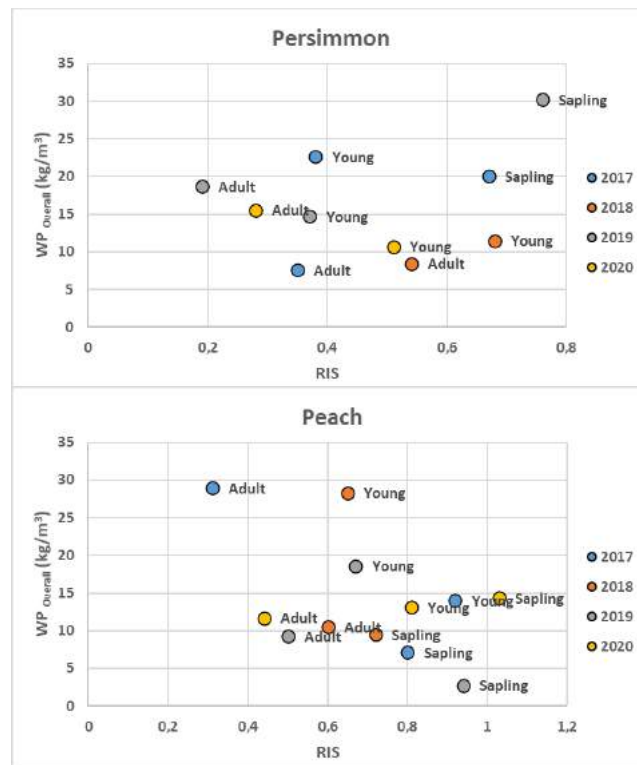 Persimmon
35
30
25
20
15
10
5
0
WP Overall (kg/m³)
Sapling
Young
Sapling
Adult
Adult
Young
Young
Young
Adult
Adult
0
0,2
0,4
0,6
0,8
RIS
2017
2018
2019
2020
Peach
35
30
25
20
15
10
5
0
WP Overall (kg/m³)
Adult
Young
Young
Sapling
Young
Young
Adult
Adult
Sapling
Adult
Sapling
Sapling
0
0,2
0,4
0,6
0,8
1
1,2
RIS
2017
2018
2019
2020